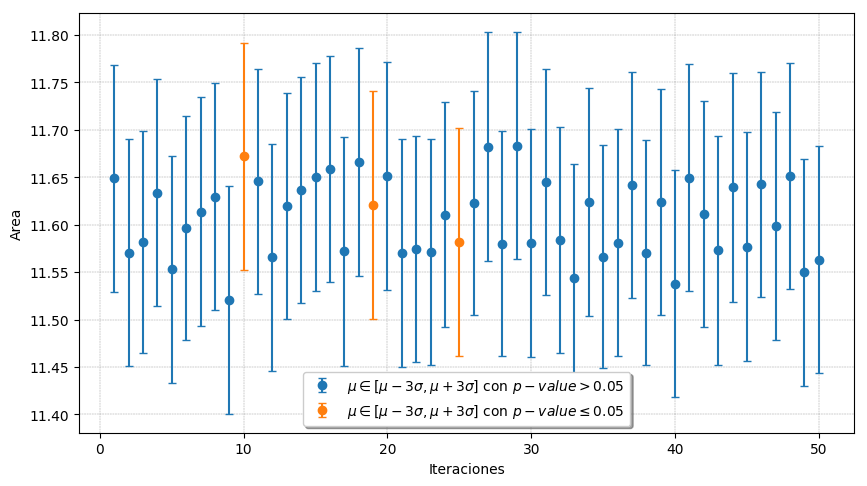 11.80
11.75
11.70
11.65
11.60
11.55
11.50
11.45
11.40
Area
μ ∈ [μ − 3σ, μ + 3σ] con p − value > 0.05
μ ∈ [μ − 3σ, μ + 3σ] con p − value ≤ 0.05
0 10 20 30 40 50
Iteraciones